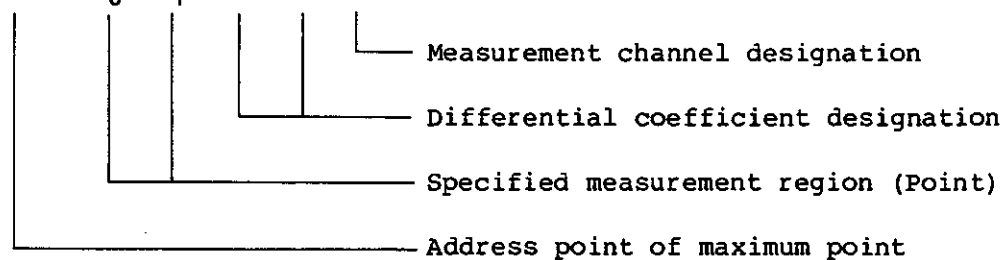 Measurement channel designation
Differential coefficient designation
Specified measurement region (Point)
Address point of maximum point